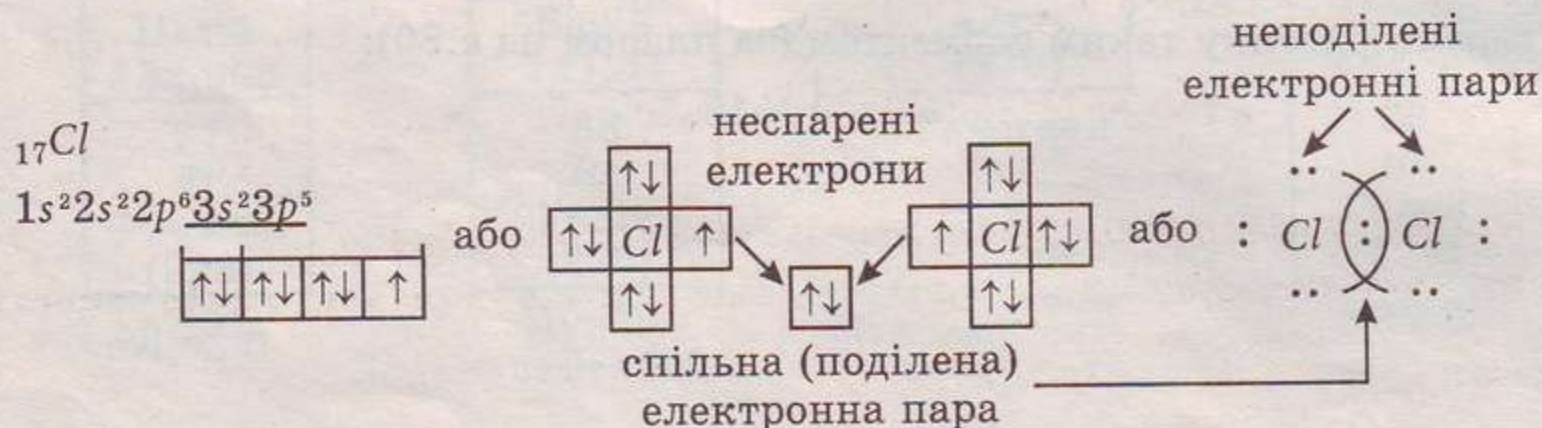 неподілені
електронні пари
неспарені
електрони
₁₇Cl
1s²2s²2p⁶3s²3p⁵
↑↓ ↑↓ ↑↓ ↑
або
↑↓
↑↓ Cl ↑
↑↓
↑↓
↑↓
↑ Cl ↑↓
↑↓
або
.. ..
: Cl : Cl :
.. ..
спільна (поділена)
електронна пара